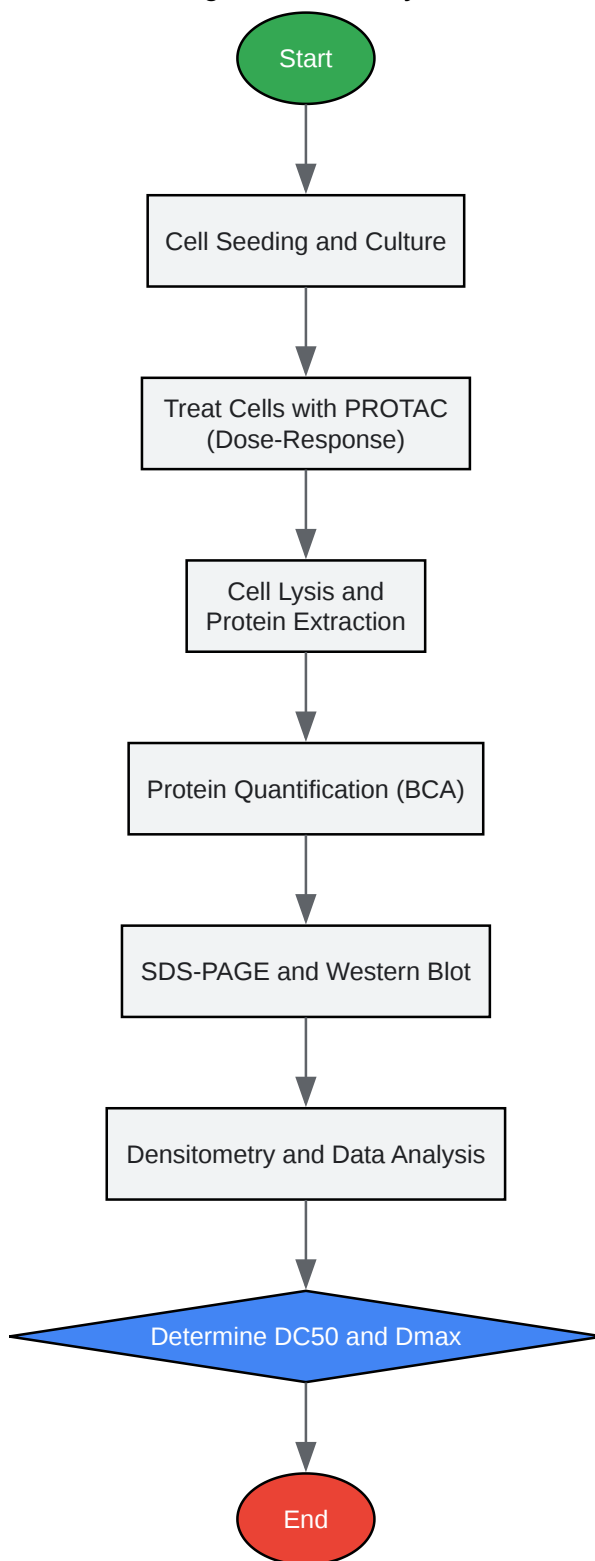 Start
Cell Seeding and Culture
Treat Cells with PROTAC
(Dose-Response)
Cell Lysis and
Protein Extraction
Protein Quantification (BCA)
SDS-PAGE and Western Blot
Densitometry and Data Analysis
Determine DC50 and Dmax
End